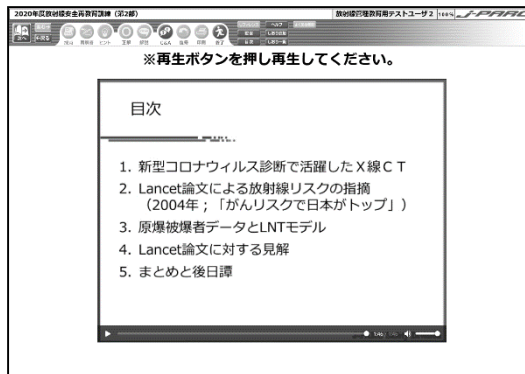 2020年度放射線安全再教育訓練（第2部）
放射線管理教育用テストユーザ2
100%
J-PARC
ヘルプ
Q&A
終了
※再生ボタンを押し再生してください。
目次
1. 新型コロナウィルス診断で活躍したX線CT
2. Lancet論文による放射線リスクの指摘
（2004年；「がんリスクで日本がトップ」）
3. 原爆被爆者データとLNTモデル
4. Lancet論文に対する見解
5. まとめと後日譚